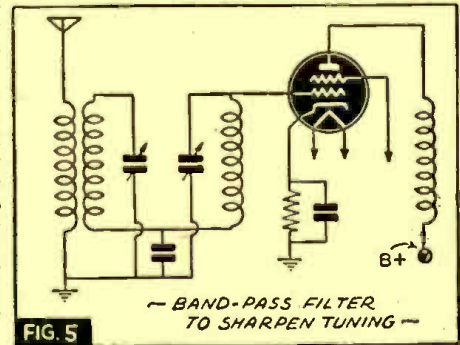 B+
~ BAND-PASS FILTER
TO SHARPEN TUNING ~
FIG. 5